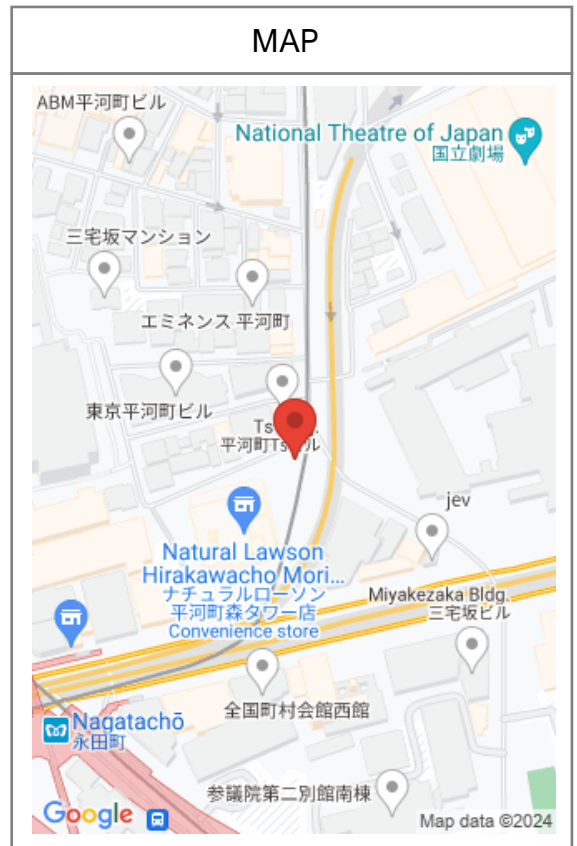 MAP
ABM平河町ビル
National Theatre of Japan
国立劇場
三宅坂マンション
エミネンス 平河町
東京平河町ビル
平河町
jev
Natural Lawson
Hirakawacho Mori...
ナチュラルローソン
平河町森タワー店
Convenience store
Miyakezaka Bldg.
三宅坂ビル
全国町村会館西館
Nagatachō
永田町
参議院第二別館南棟
Google
Map data ©2024